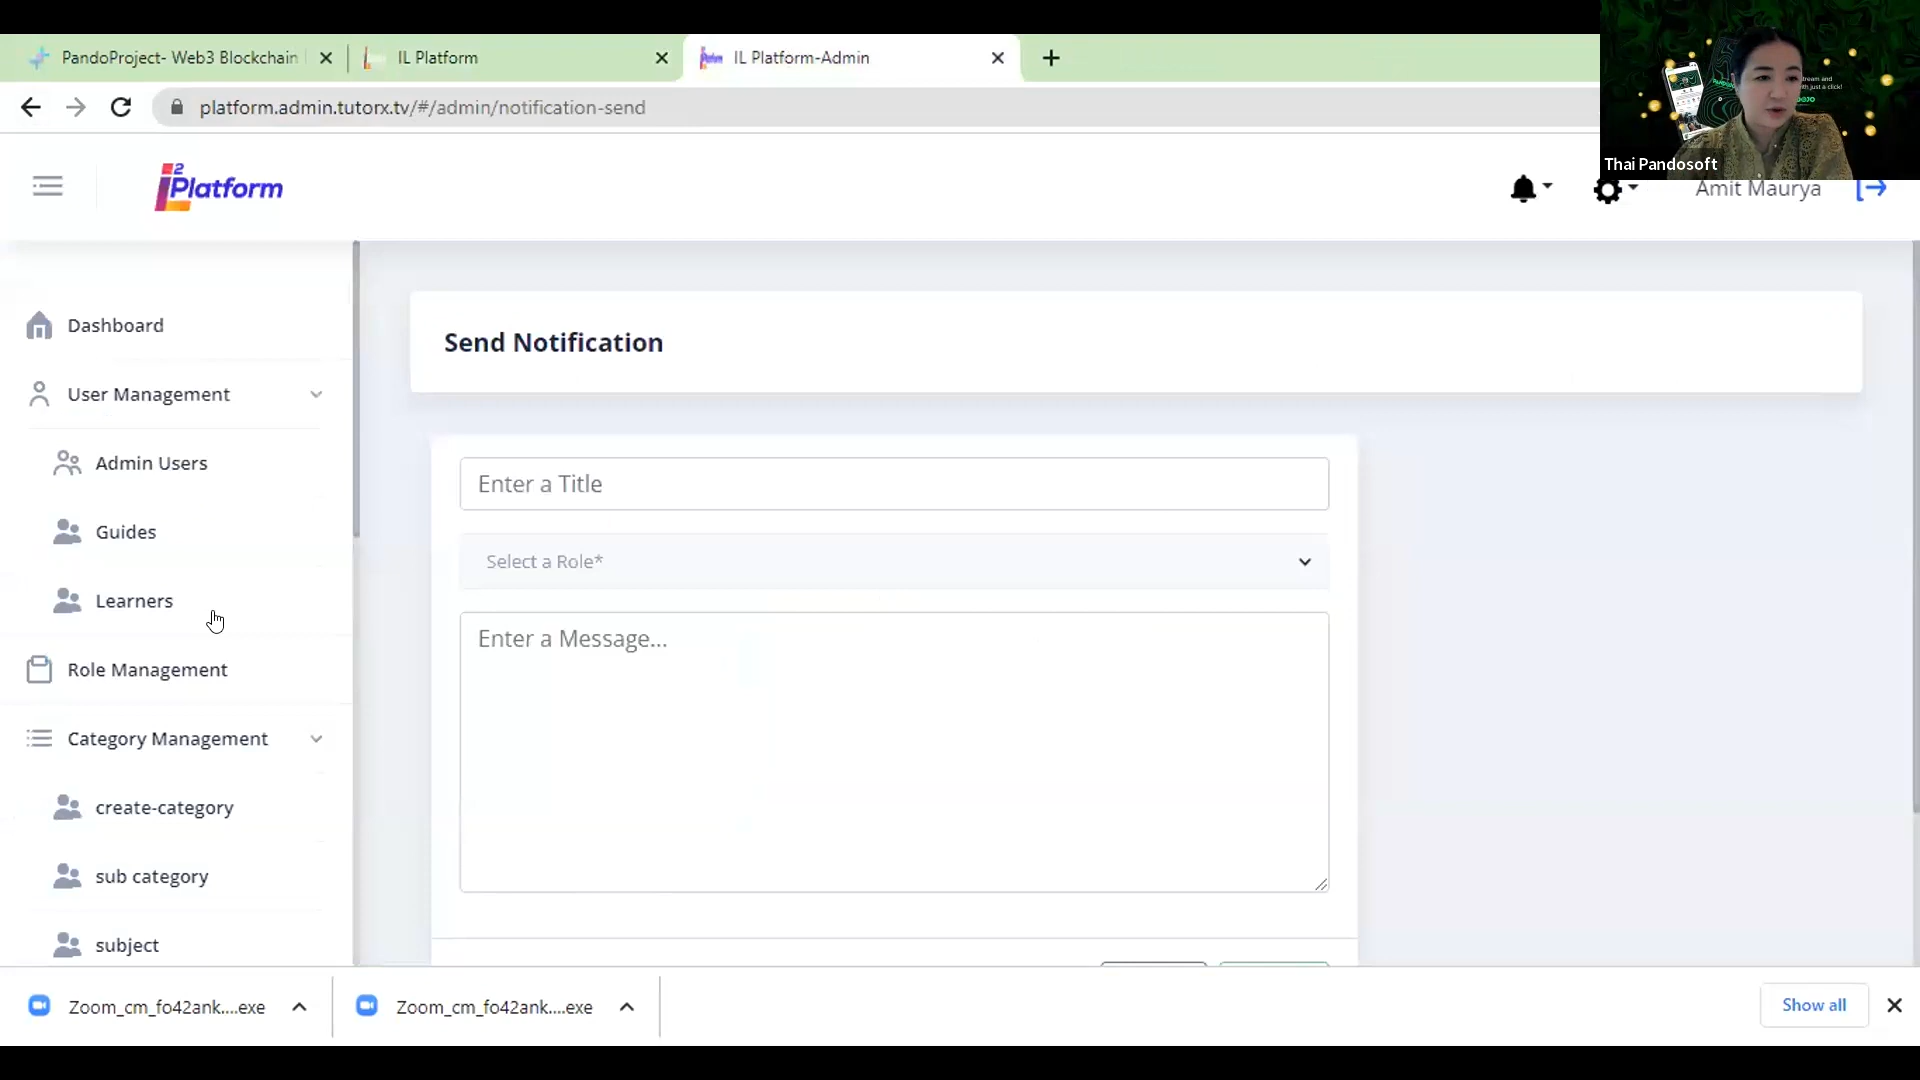 PandoProject- Web3 Blockchain
IL Platform
IL Platform-Admin
platform.admin.tutorx.tv/#/admin/notification-send
Thai Pandosoft
Platform
Amit Maurya
Dashboard
User Management
Admin Users
Guides
Learners
Role Management
Category Management
create-category
sub category
subject
Send Notification
Enter a Title
Select a Role*
Enter a Message...
Zoom_cm_fo42ank....exe
Zoom_cm_fo42ank....exe
Show all